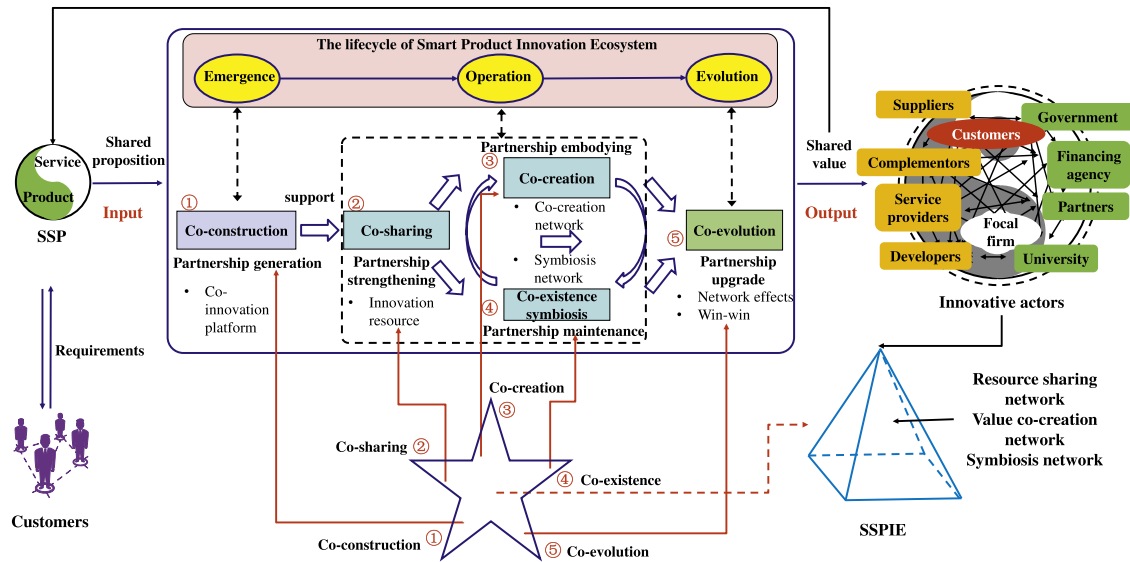 The lifecycle of Smart Product Innovation Ecosystem
Emergence
Operation
Evolution
Service
Product
SSP
Shared
proposition
Input
Requirements
Customers
①
Co-construction
Partnership generation
• Co-
innovation
platform
support
②
Co-sharing
Partnership
strengthening
• Innovation
resource
Partnership embodying
③
Co-creation
• Co-creation
network
• Symbiosis
network
④
Co-existence
symbiosis
Partnership maintenance
⑤
Co-evolution
Partnership
upgrade
• Network effects
• Win-win
Shared
value
Output
Suppliers
Government
Customers
Complementors
Financing
agency
Service
providers
Partners
Focal
firm
Developers
University
Innovative actors
Co-creation
③
Co-sharing
②
④
Co-existence
Co-construction
①
⑤
Co-evolution
Resource sharing
network
Value co-creation
network
Symbiosis network
SSPIE